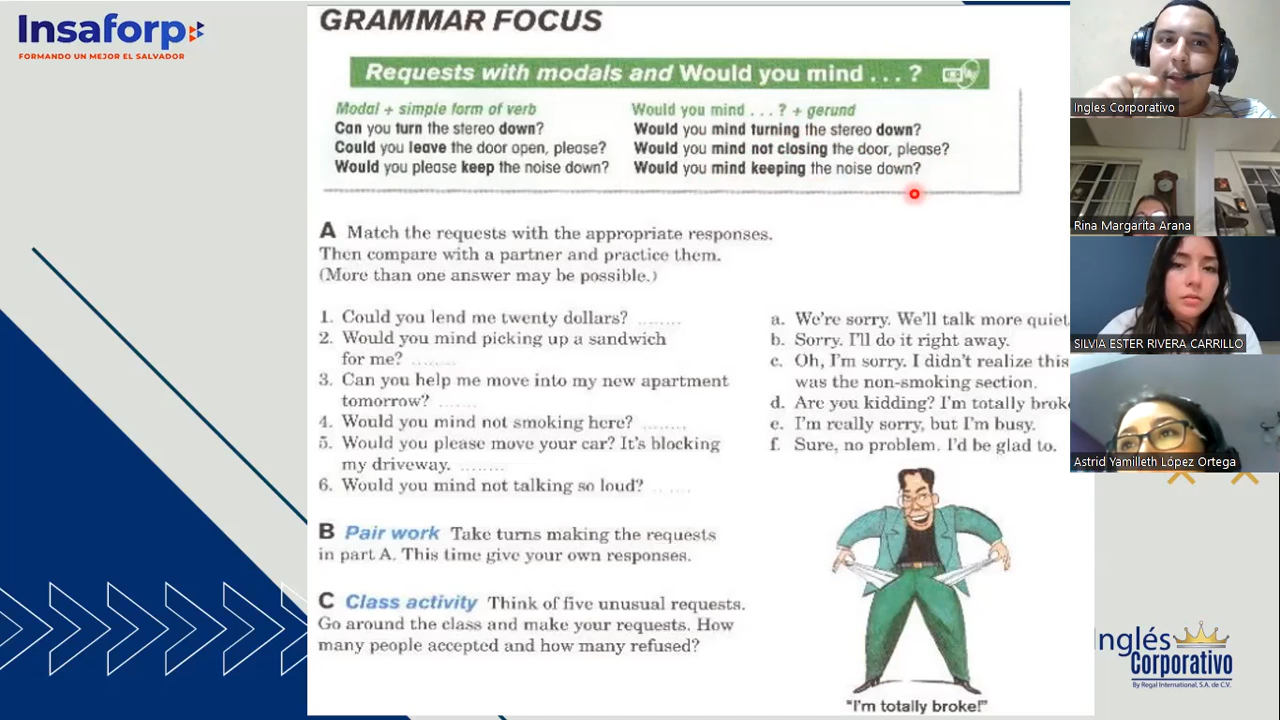 Insaforp
FORMANDO UN MEJOR EL SALVADOR
GRAMMAR FOCUS
Requests with modals and Would you mind . . . ?
Modal + simple form of verb
Can you turn the stereo down?
Could you leave the door open, please?
Would you please keep the noise down?
Would you mind . . . ? + gerund
Would you mind turning the stereo down?
Would you mind not closing the door, please?
Would you mind keeping the noise down?
A Match the requests with the appropriate responses.
Then compare with a partner and practice them.
(More than one answer may be possible.)
1. Could you lend me twenty dollars? ........
2. Would you mind picking up a sandwich
for me? ........
3. Can you help me move into my new apartment
tomorrow? .......
4. Would you mind not smoking here? ........
5. Would you please move your car? It's blocking
my driveway. ........
6. Would you mind not talking so loud? .. .....
a. We're sorry. We'll talk more quiet
b. Sorry. I'll do it right away.
c. Oh, I'm sorry. I didn't realize this
was the non-smoking section.
d. Are you kidding? I'm totally brok
e. I'm really sorry, but I'm busy.
f. Sure, no problem. I'd be glad to.
B Pair work Take turns making the requests
in part A. This time give your own responses.
C Class activity Think of five unusual requests.
Go around the class and make your requests. How
many people accepted and how many refused?
"I'm totally broke!"
Ingles Corporativo
Rina Margarita Arana
SILVIA ESTER RIVERA CARRILLO
Astrid Yamilleth López Ortega
Inglés
Corporativo
By Regal International, S.A. de C.V.